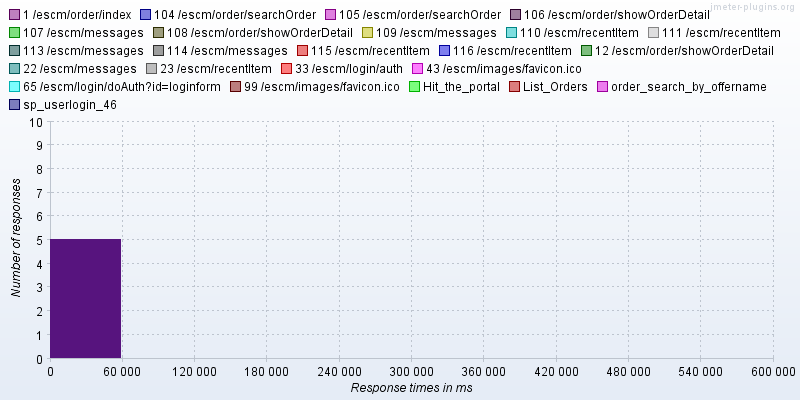 jmeter-plugins.org
1 /escm/order/index 104 /escm/order/searchOrder 105 /escm/order/searchOrder 106 /escm/order/showOrderDetail
107 /escm/messages 108 /escm/order/showOrderDetail 109 /escm/messages 110 /escm/recentItem 111 /escm/recentItem
113 /escm/messages 114 /escm/messages 115 /escm/recentItem 116 /escm/recentItem 12 /escm/order/showOrderDetail
22 /escm/messages 23 /escm/recentItem 33 /escm/login/auth 43 /escm/images/favicon.ico
65 /escm/login/doAuth?id=loginform 99 /escm/images/favicon.ico Hit_the_portal List_Orders order_search_by_offername
sp_userlogin_46
10
9
8
7
6
5
4
3
2
1
0
Number of responses
0 60 000 120 000 180 000 240 000 300 000 360 000 420 000 480 000 540 000 600 000
Response times in ms